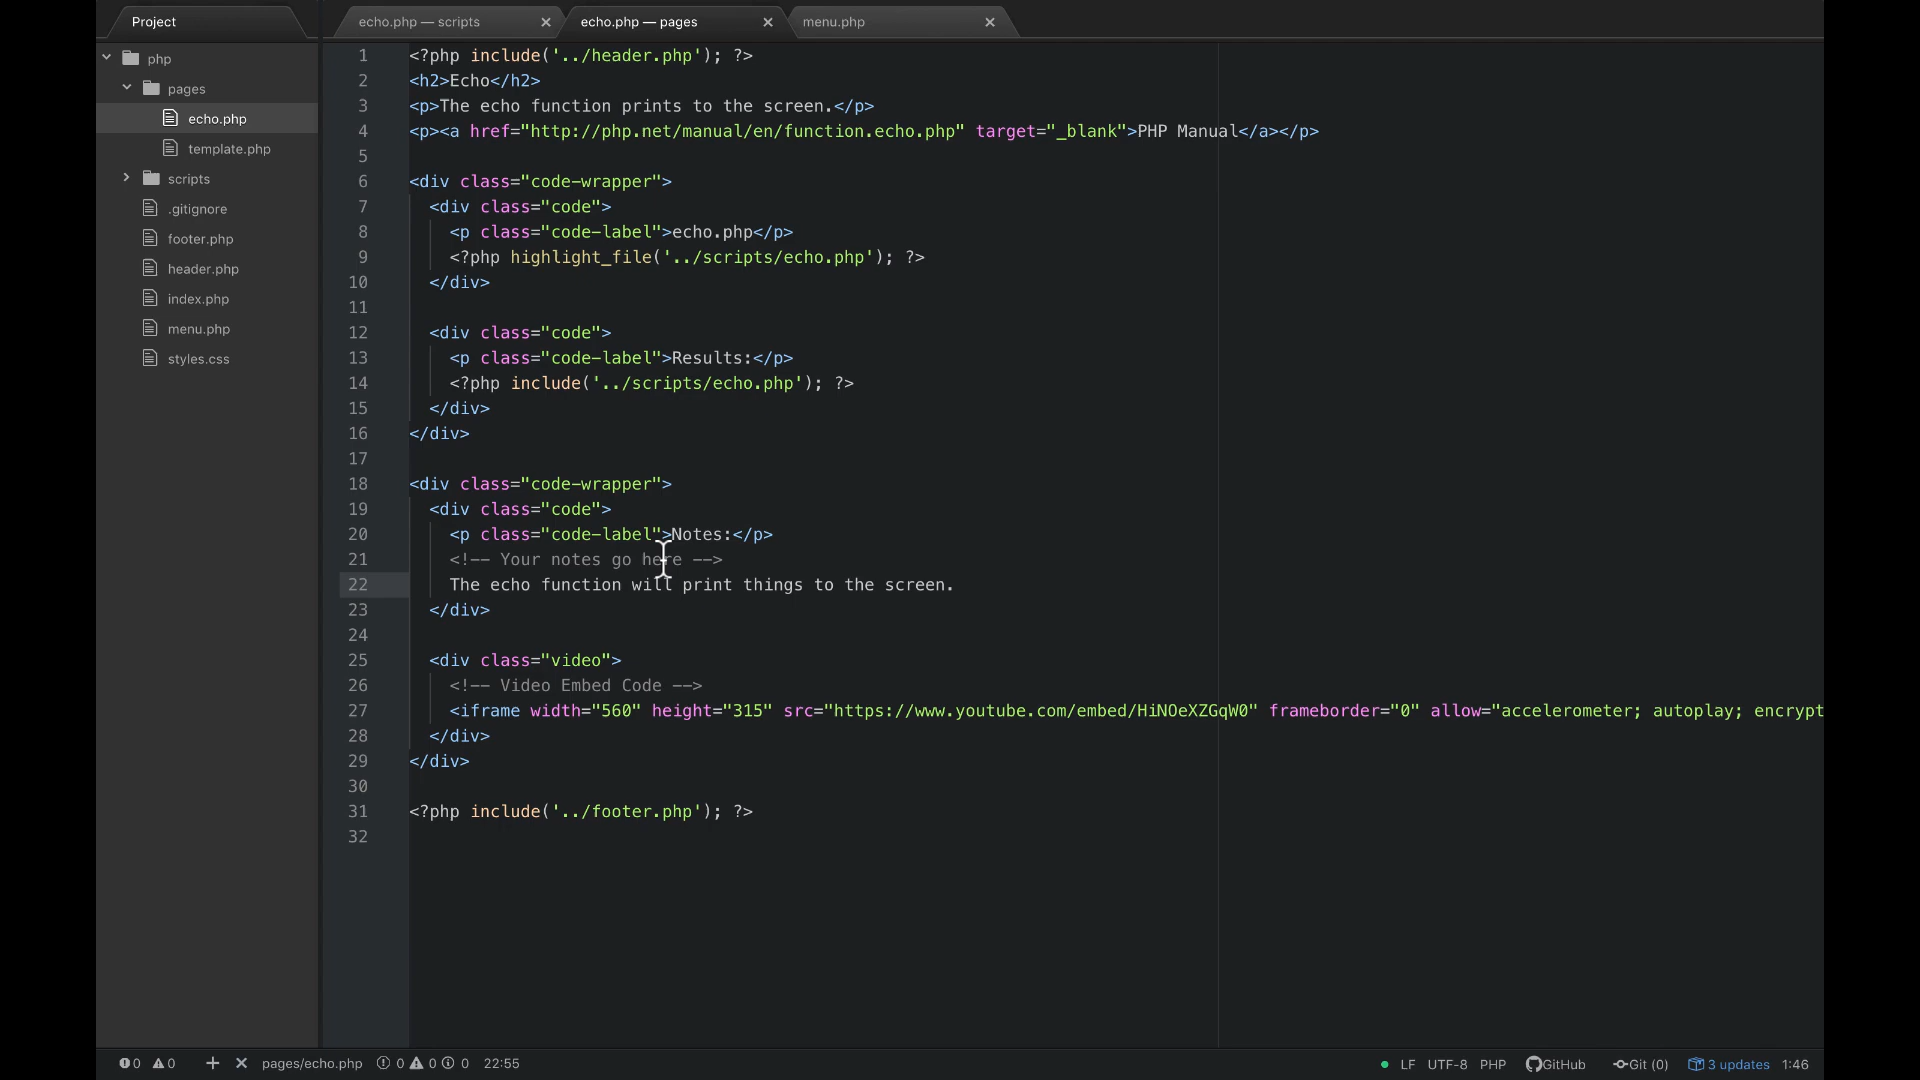 Project
echo.php — scripts
echo.php — pages
menu.php
php
pages
echo.php
template.php
scripts
.gitignore
footer.php
header.php
index.php
menu.php
styles.css
1 <?php include('../header.php'); ?>
2 <h2>Echo</h2>
3 <p>The echo function prints to the screen.</p>
4 <p><a href="http://php.net/manual/en/function.echo.php" target="_blank">PHP Manual</a></p>
5
6 <div class="code-wrapper">
7 <div class="code">
8 <p class="code-label">echo.php</p>
9 <?php highlight_file('../scripts/echo.php'); ?>
10 </div>
11
12 <div class="code">
13 <p class="code-label">Results:</p>
14 <?php include('../scripts/echo.php'); ?>
15 </div>
16 </div>
17
18 <div class="code-wrapper">
19 <div class="code">
20 <p class="code-label">Notes:</p>
21 <!-- Your notes go here -->
22 The echo function will print things to the screen.
23 </div>
24
25 <div class="video">
26 <!-- Video Embed Code -->
27 <iframe width="560" height="315" src="https://www.youtube.com/embed/HiNOeXZGqW0" frameborder="0" allow="accelerometer; autoplay; encrypt
28 </div>
29 </div>
30
31 <?php include('../footer.php'); ?>
32
0 0 pages/echo.php 0 0 0 22:55 LF UTF-8 PHP GitHub Git (0) 3 updates 1:46